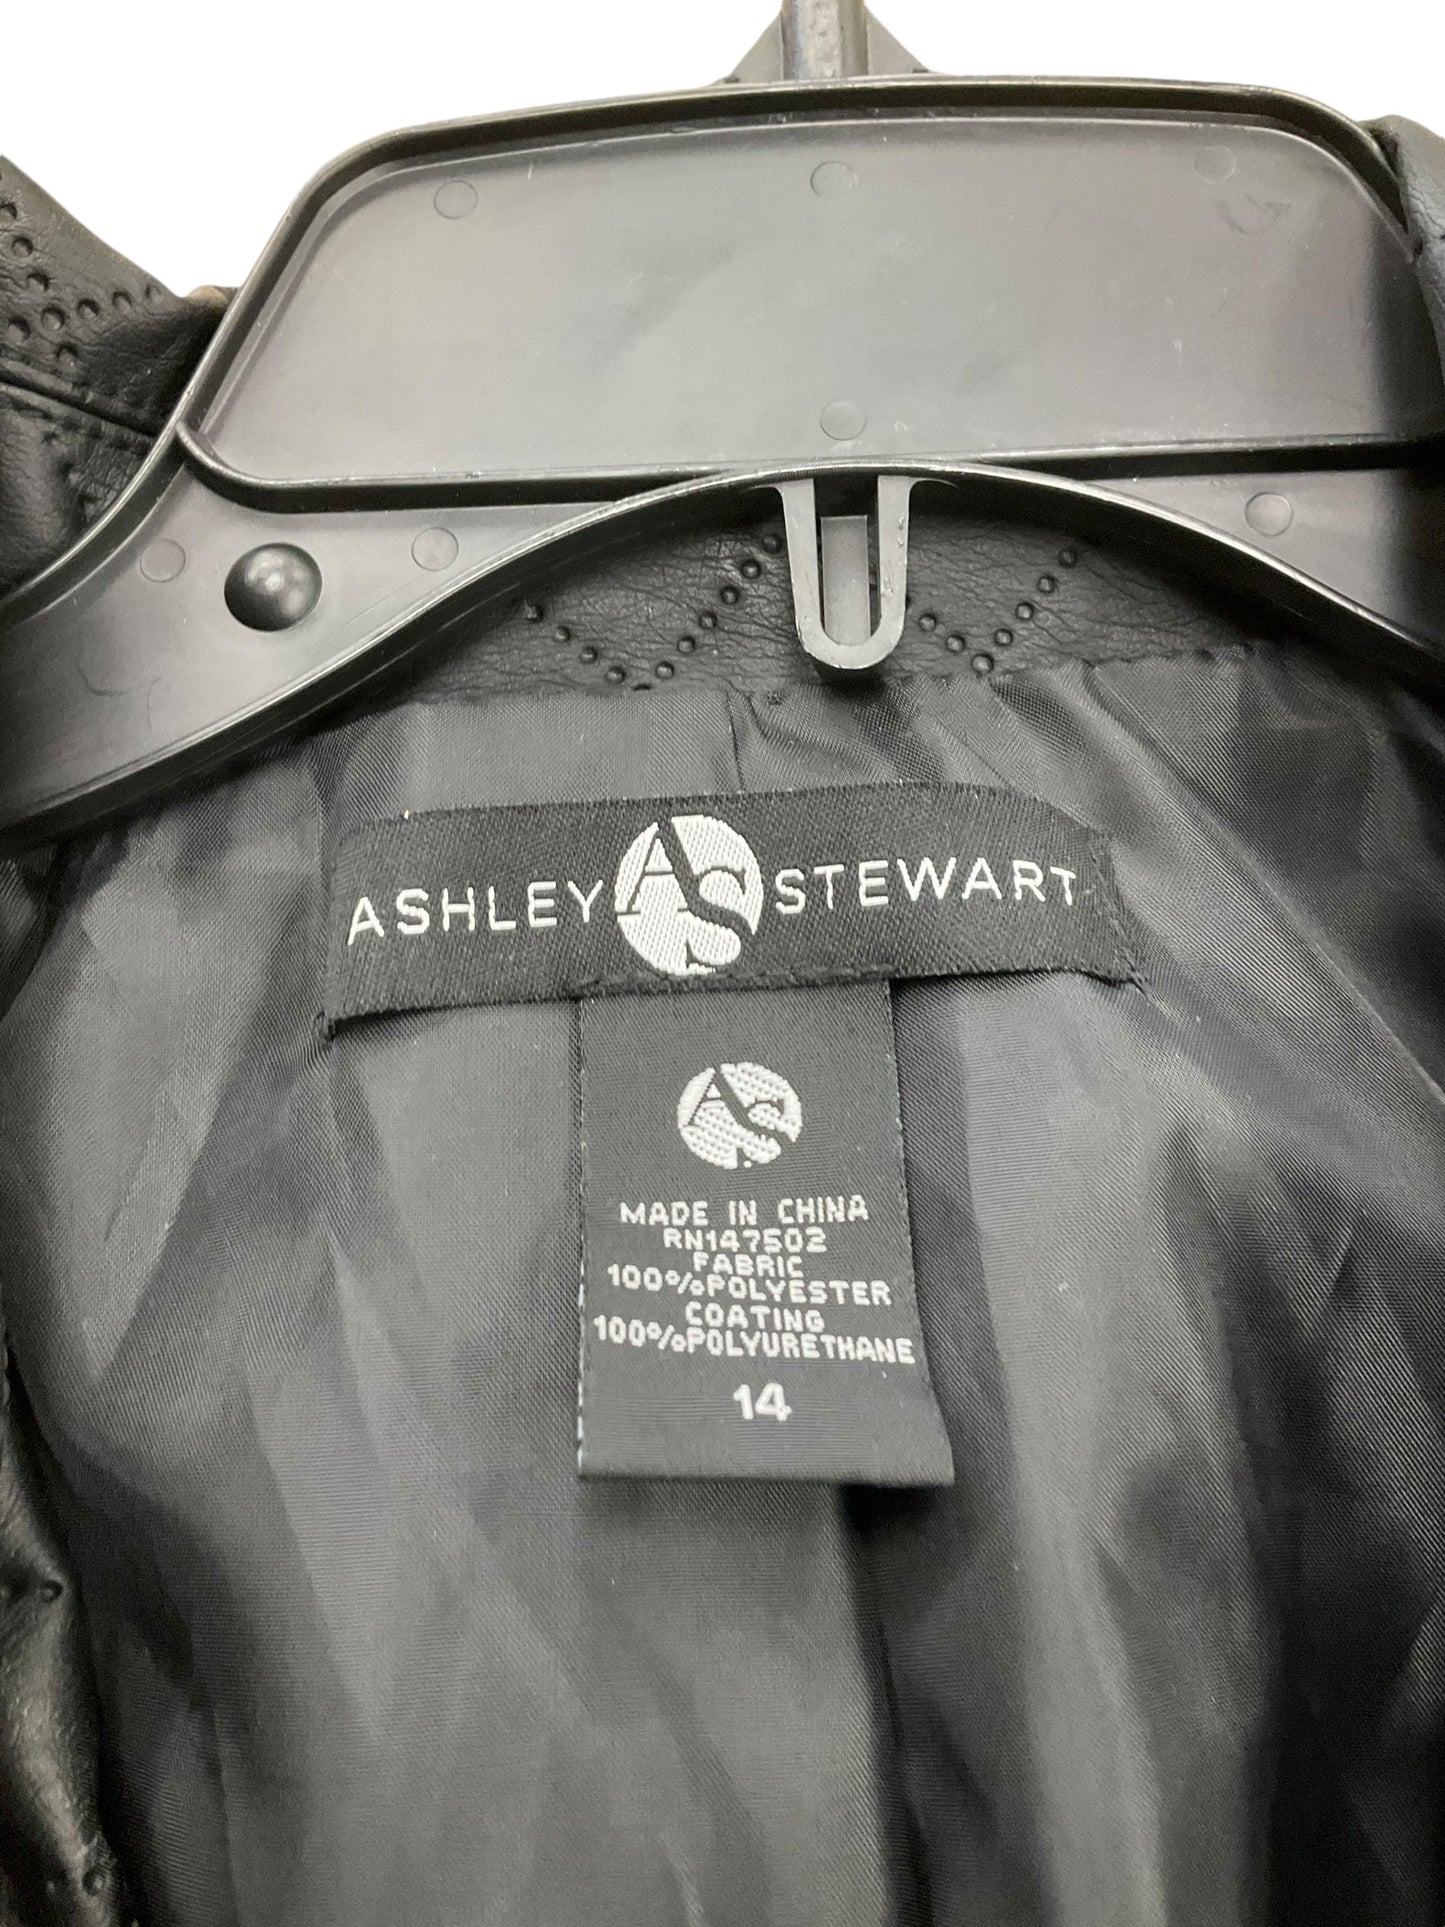 ASHLEY AS STEWART
AS
MADE IN CHINA
RN147502
FABRIC
100%POLYESTER
COATING
100%POLYURETHANE
14